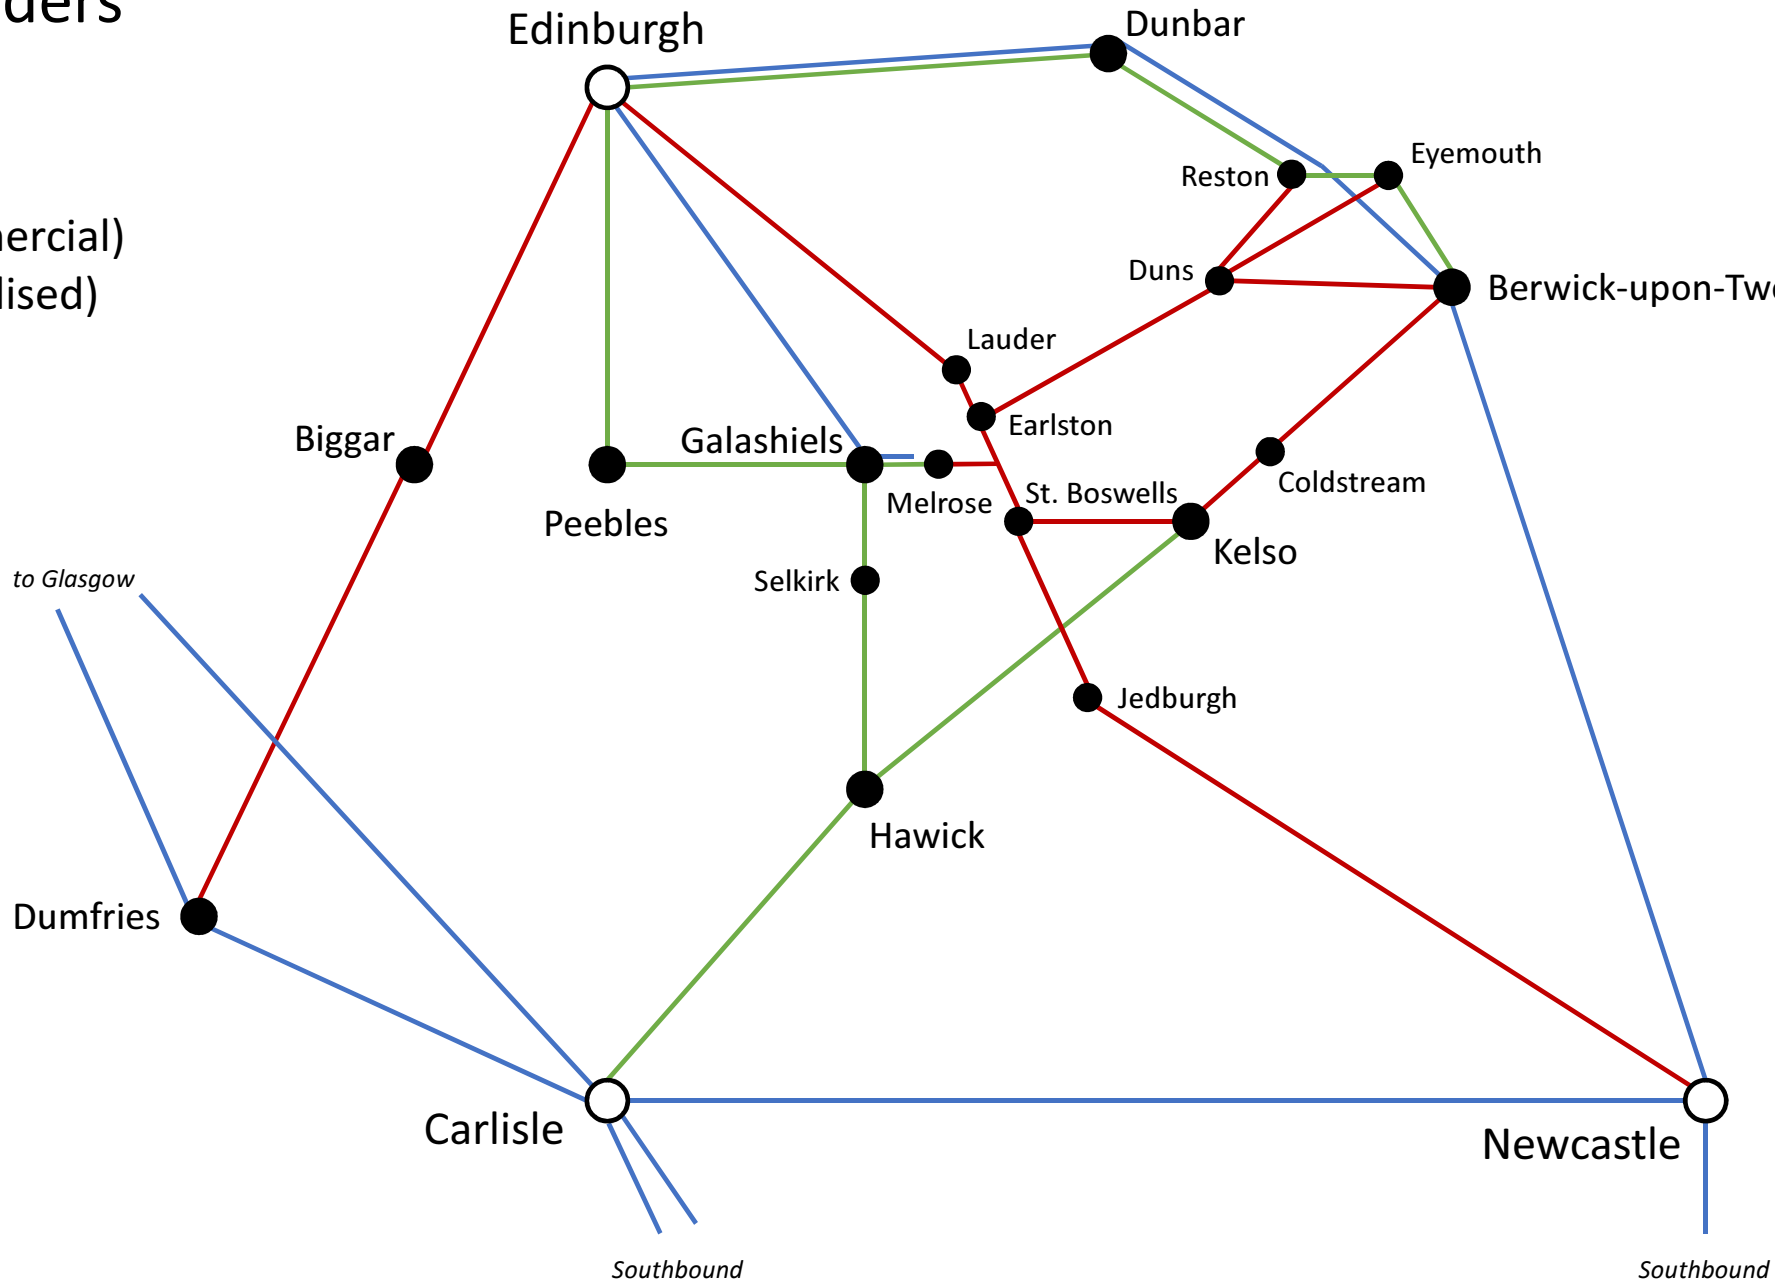 ders
Edinburgh
Dunbar
Eyemouth
Reston
ercial)
Duns
lised)
Berwick-upon-Twe
Lauder
Earlston
Biggar
Galashiels
Coldstream
Melrose
St. Boswells
Peebles
Kelso
to Glasgow
Selkirk
Jedburgh
Hawick
Dumfries
Carlisle
Newcastle
Southbound
Southbound